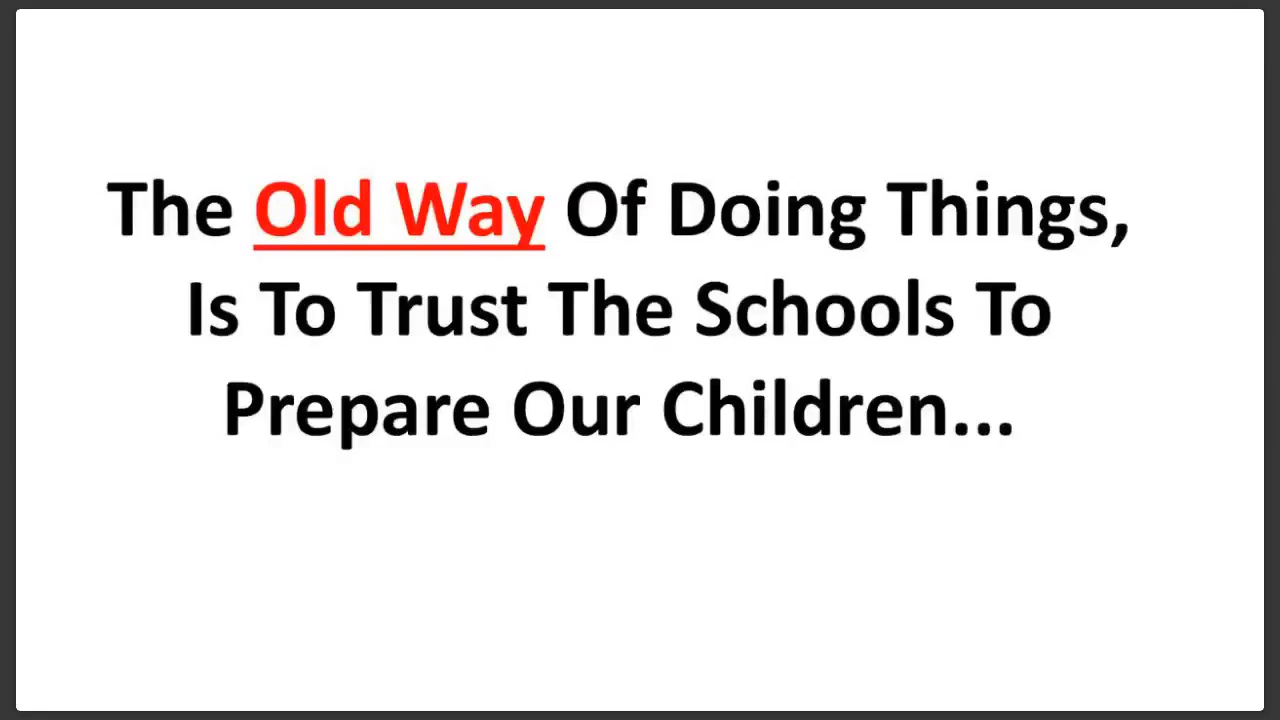 The Old Way Of Doing Things,
Is To Trust The Schools To
Prepare Our Children...